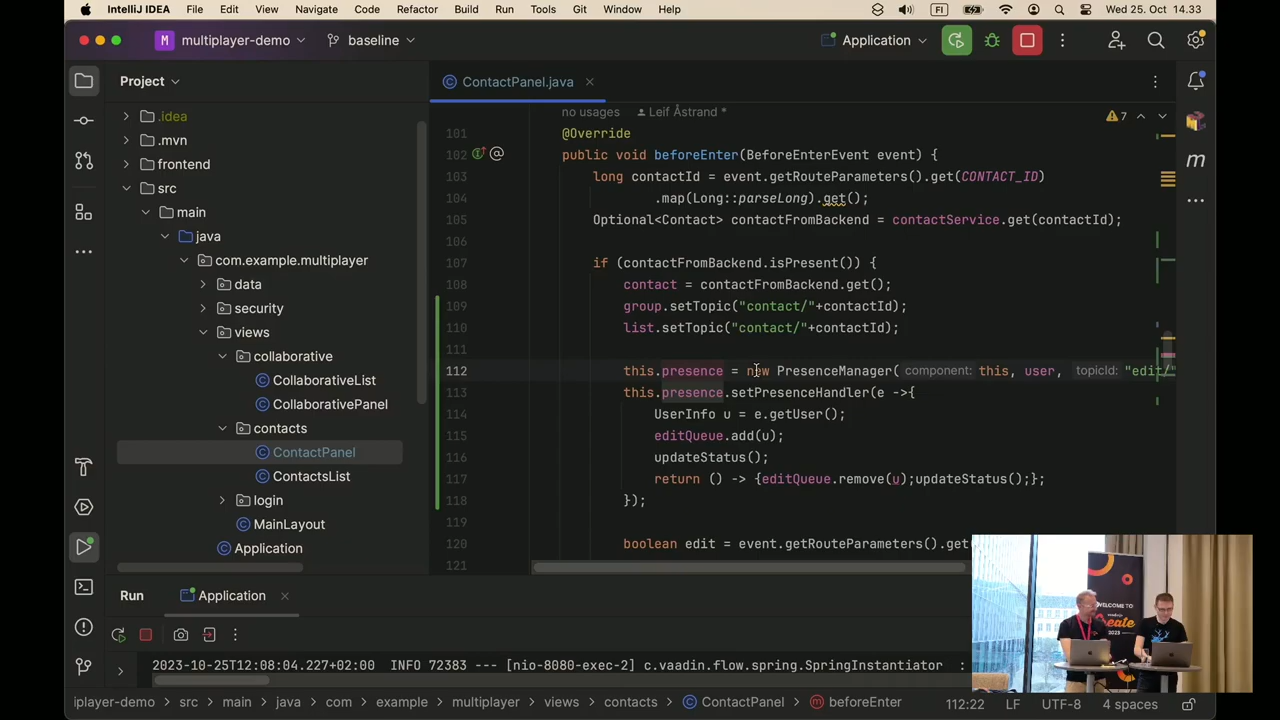 IntelliJ IDEA File Edit View Navigate Code Refactor Build Run Tools Git Window Help FI Wed 25. Oct 14.33
M multiplayer-demo baseline Application
Project
ContactPanel.java
.idea
.mvn
frontend
src
main
java
com.example.multiplayer
data
security
views
collaborative
CollaborativeList
CollaborativePanel
contacts
ContactPanel
ContactsList
login
MainLayout
Application
no usages Leif Åstrand *
7
101 @Override
102 public void beforeEnter(BeforeEnterEvent event) {
103 long contactId = event.getRouteParameters().get(CONTACT_ID)
104 .map(Long::parseLong).get();
105 Optional<Contact> contactFromBackend = contactService.get(contactId);
106
107 if (contactFromBackend.isPresent()) {
108 contact = contactFromBackend.get();
109 group.setTopic("contact/"+contactId);
110 list.setTopic("contact/"+contactId);
111
112 this.presence = new PresenceManager( component: this, user, topicId: "edit/"
113 this.presence.setPresenceHandler(e ->{
114 UserInfo u = e.getUser();
115 editQueue.add(u);
116 updateStatus();
117 return () -> {editQueue.remove(u);updateStatus();};
118 });
119
120 boolean edit = event.getRouteParameters().get
121
m
WELCOME TO
Create
2023
Run Application
2023-10-25T12:08:04.227+02:00 INFO 72383 --- [nio-8080-exec-2] c.vaadin.flow.spring.SpringInstantiator :
iplayer-demo src main java com example multiplayer views contacts ContactPanel beforeEnter 112:22 LF UTF-8 4 spaces